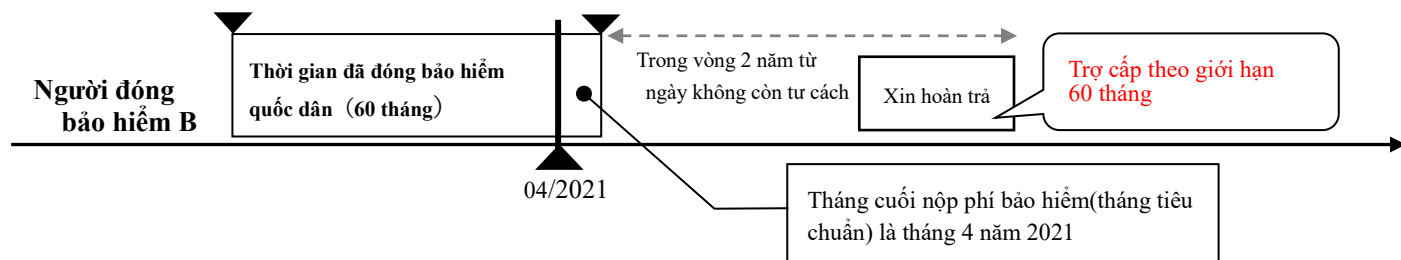 Người đóng
bảo hiểm B
Thời gian đã đóng bảo hiểm
quốc dân（60 tháng）
Trong vòng 2 năm từ
ngày không còn tư cách
Xin hoàn trả
Trợ cấp theo giới hạn
60 tháng
04/2021
Tháng cuối nộp phí bảo hiểm(tháng tiêu
chuẩn) là tháng 4 năm 2021